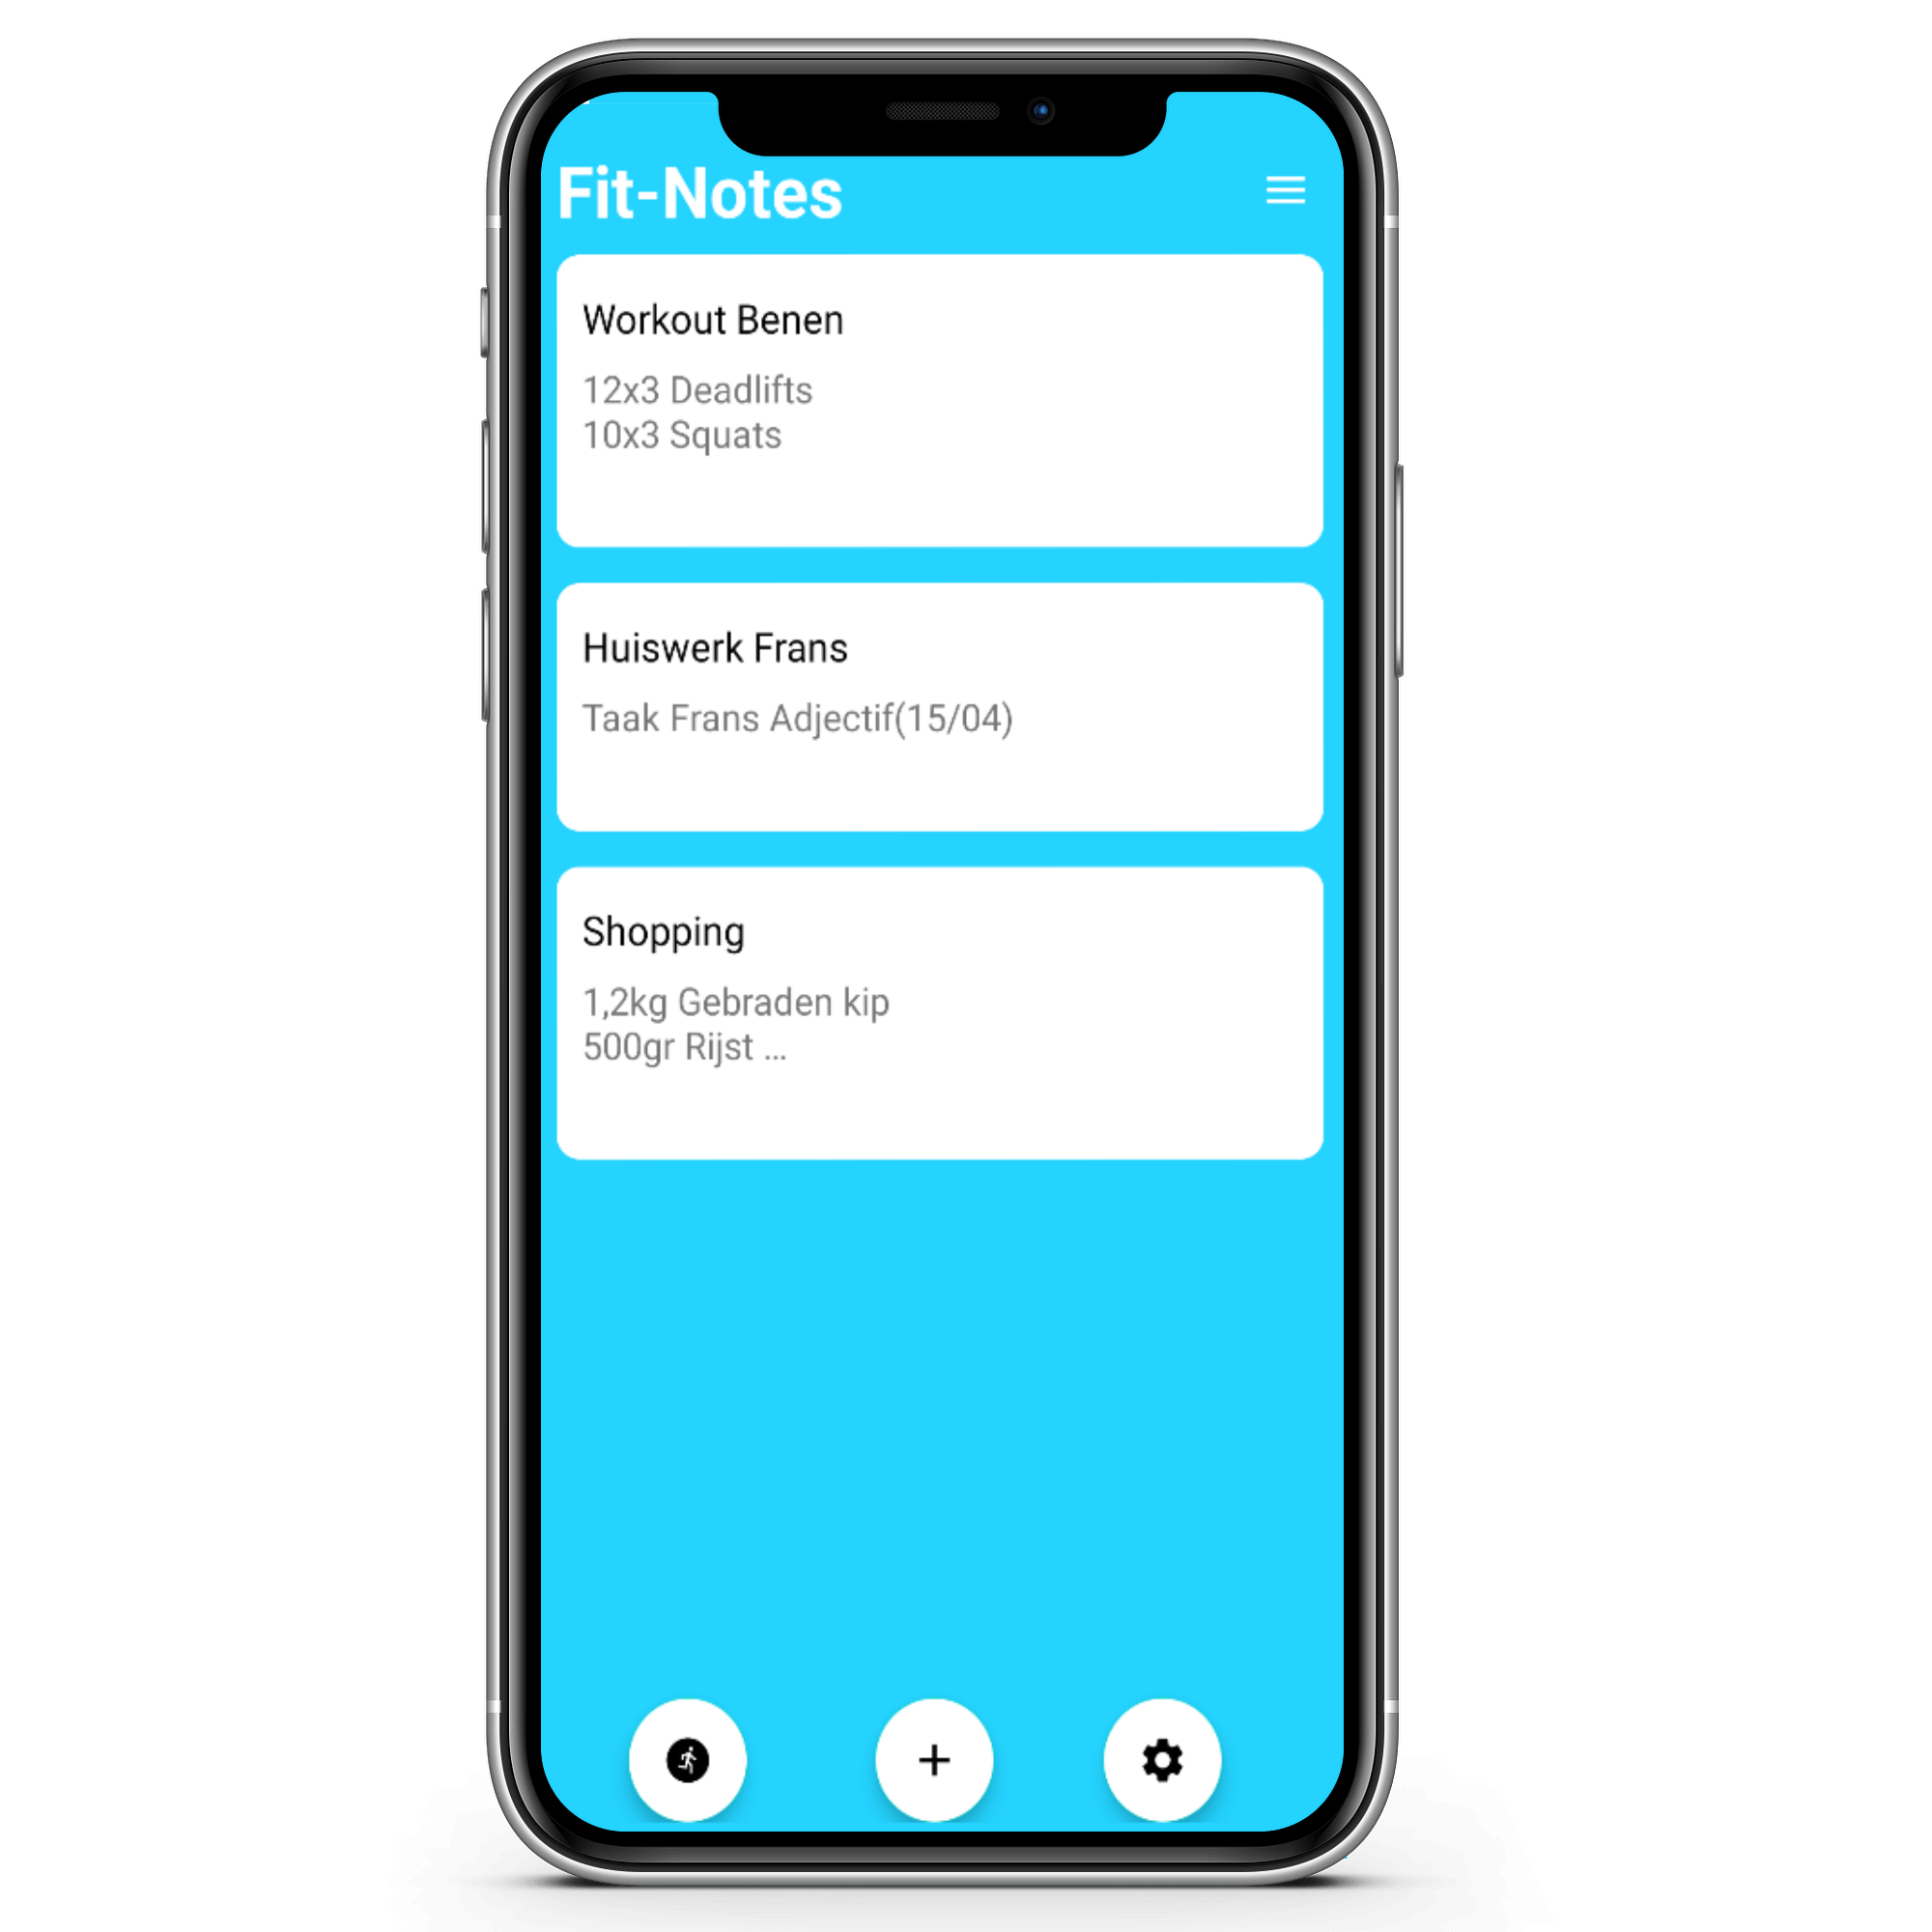 Fit-Notes
Workout Benen
12x3 Deadlifts
10x3 Squats
Huiswerk Frans
Taak Frans Adjectif(15/04)
Shopping
1,2kg Gebraden kip
500gr Rijst ...